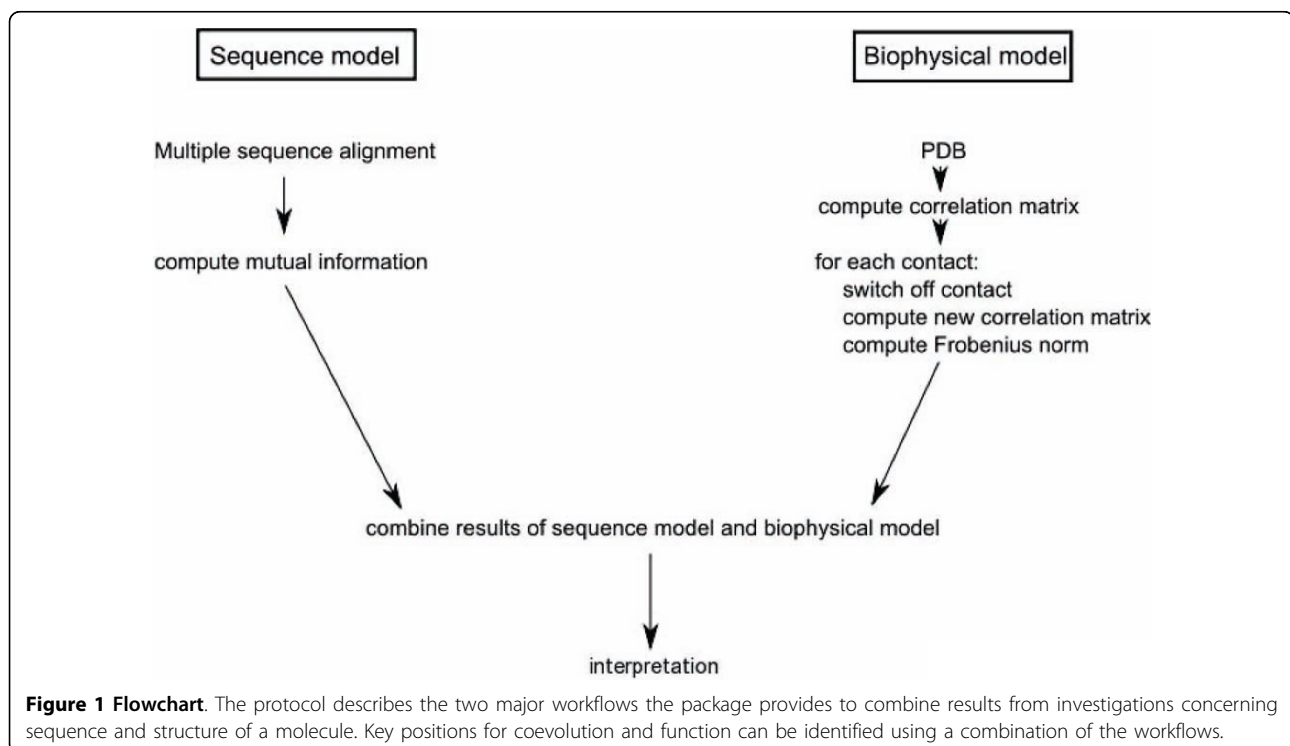 Sequence model
Biophysical model
Multiple sequence alignment
compute mutual information
PDB
compute correlation matrix
for each contact:
switch off contact
compute new correlation matrix
compute Frobenius norm
combine results of sequence model and biophysical model
interpretation
Figure 1 Flowchart. The protocol describes the two major workflows the package provides to combine results from investigations concerning
sequence and structure of a molecule. Key positions for coevolution and function can be identified using a combination of the workflows.